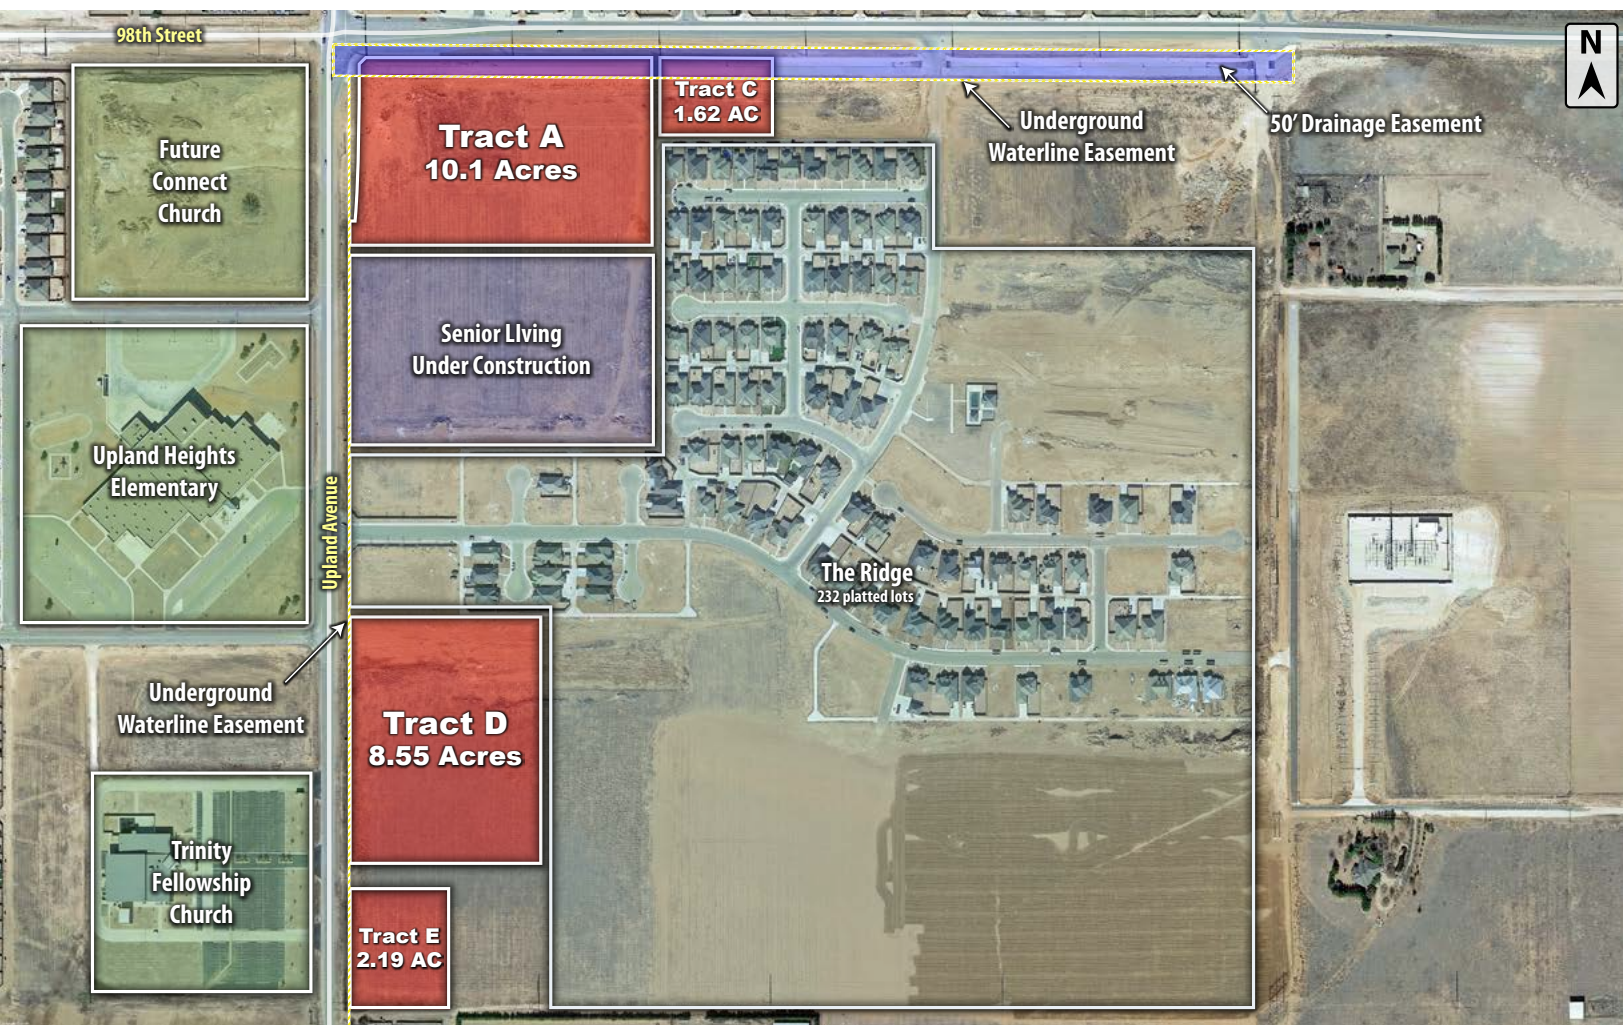 98th Street
N
Tract C
1.62 AC
Tract A
10.1 Acres
Underground
Waterline Easement
50′ Drainage Easement
Future
Connect
Church
Senior LIving
Under Construction
Upland Heights
Elementary
Upland Avenue
The Ridge
232 platted lots
Underground
Waterline Easement
Tract D
8.55 Acres
Trinity
Fellowship
Church
Tract E
2.19 AC